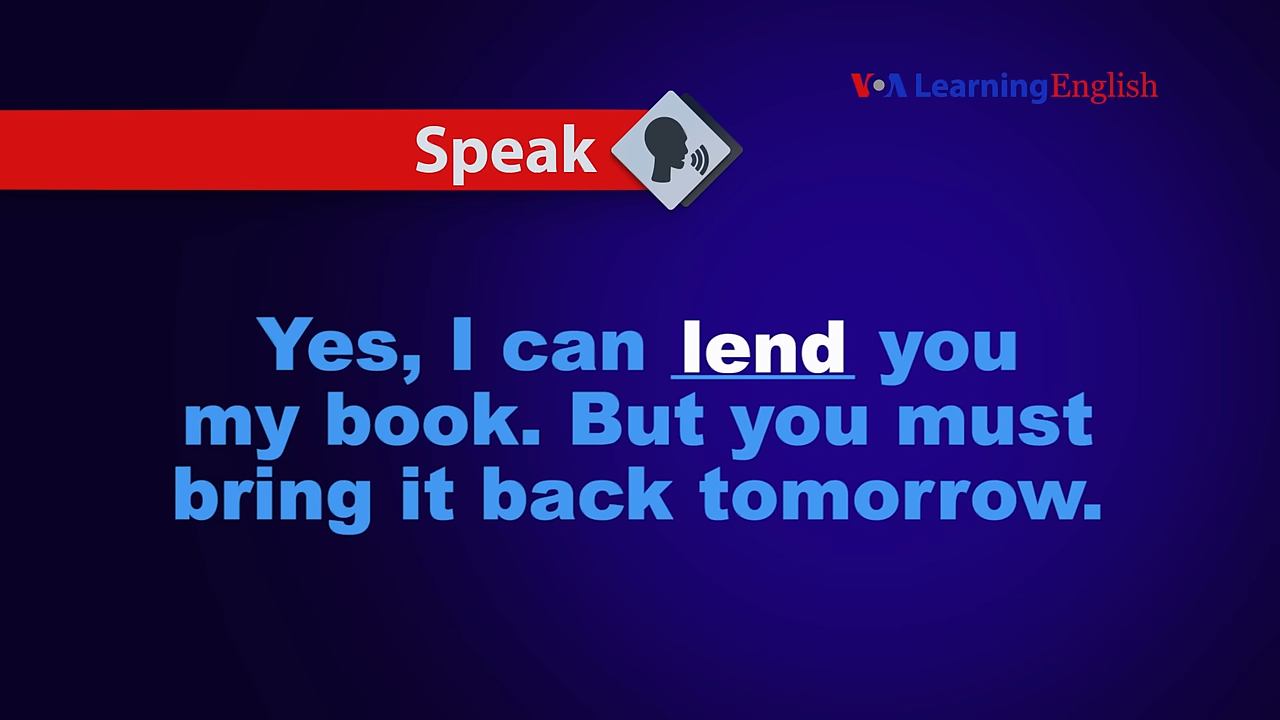 VOA LearningEnglish
Speak
Yes, I can lend you
my book. But you must
bring it back tomorrow.